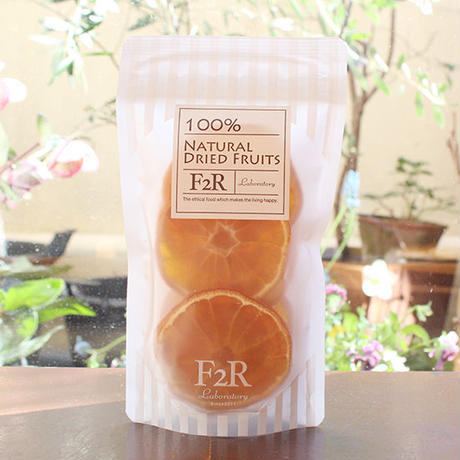 100%
NATURAL
DRIED FRUITS
F2R Laboratory
The ethical food which makes the living happy.
F2R
Laboratory